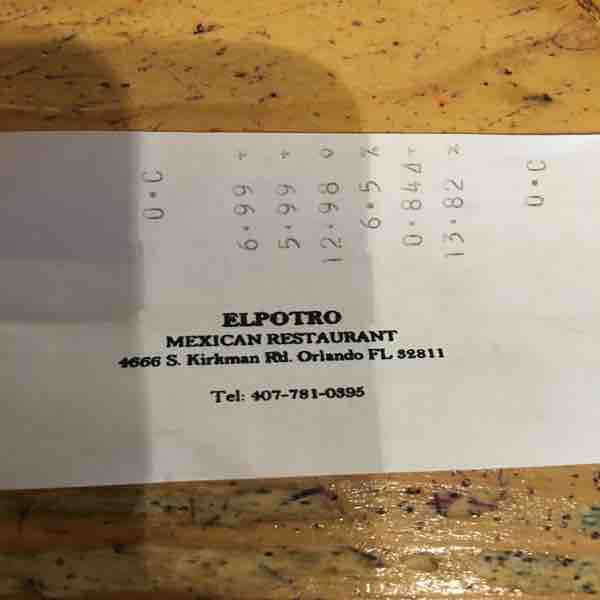 0•C
6•99 +
5•99 +
12•98 ◊
6•5 %
0•844
13•82
0•C
ELPOTRO
MEXICAN RESTAURANT
4666 S. Kirkman Rd. Orlando FL 32811
Tel: 407-781-0395